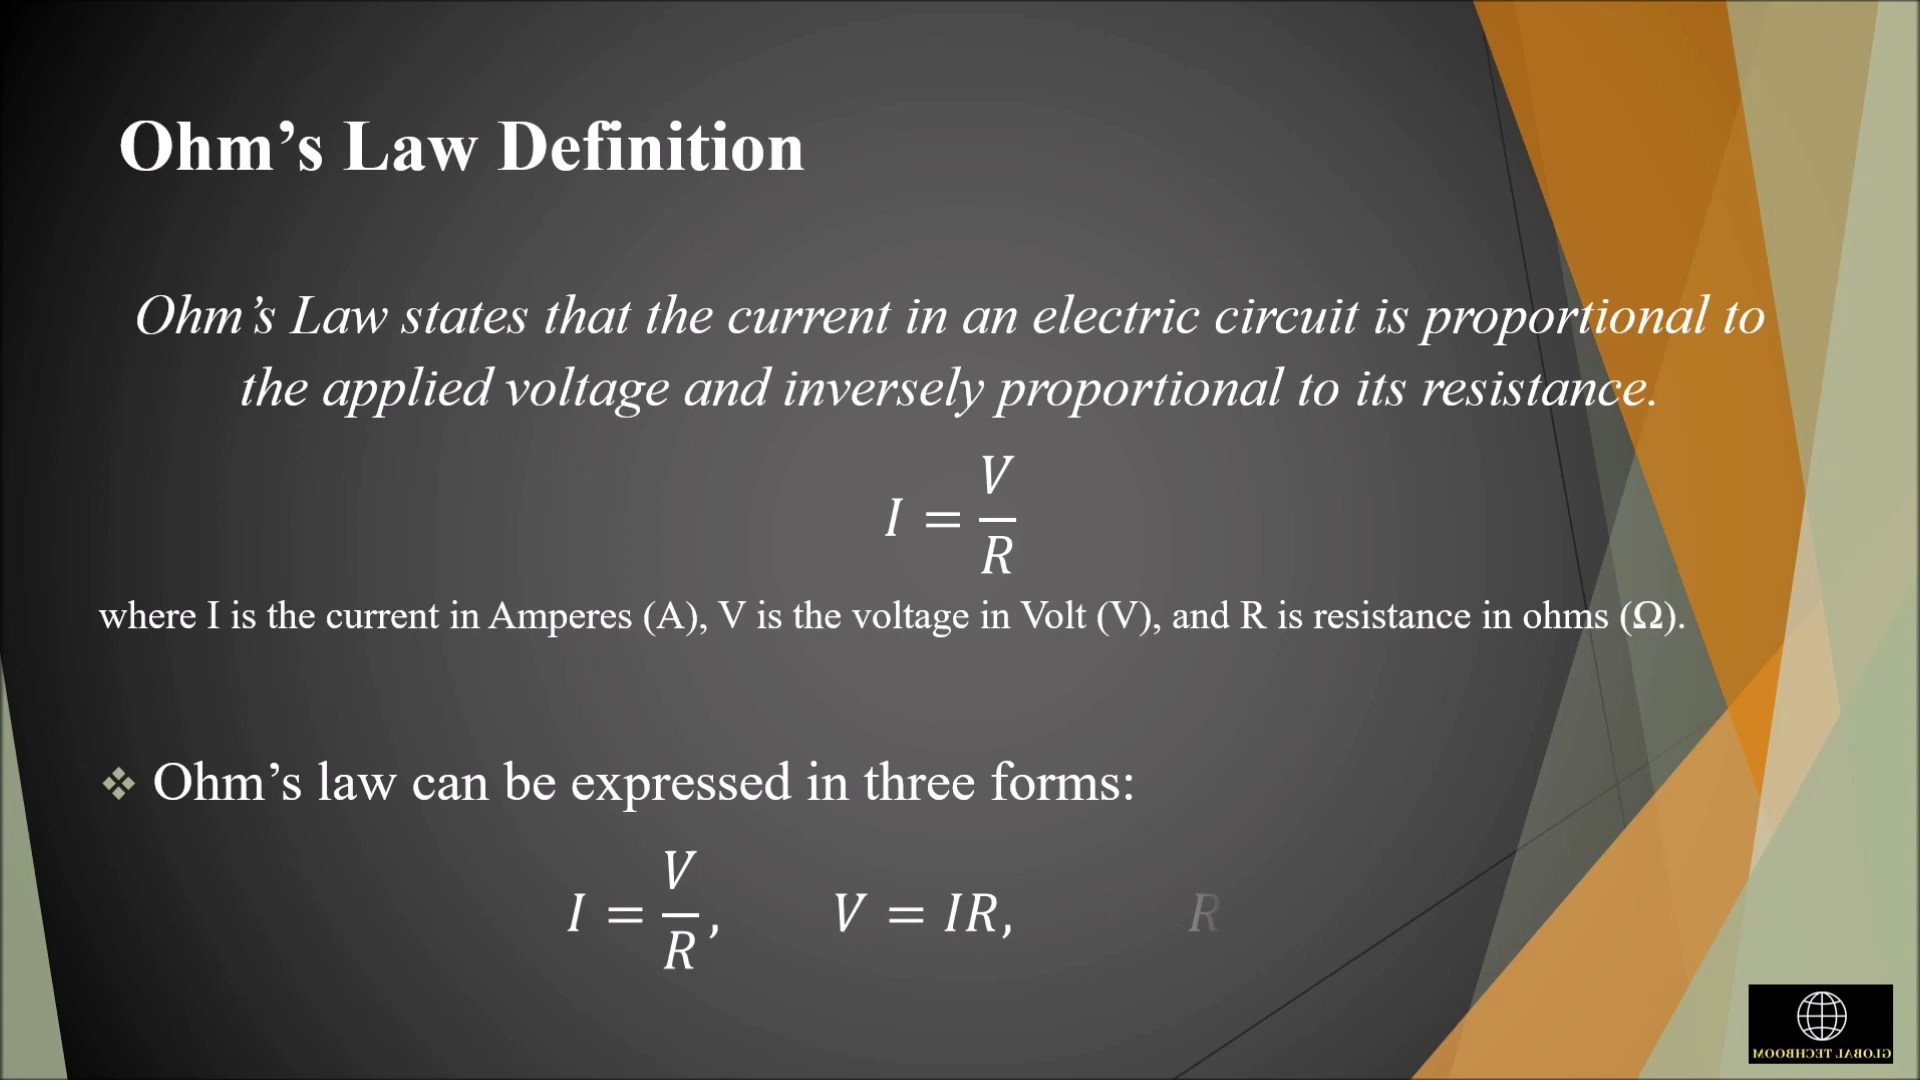 Ohm’s Law Definition
Ohm’s Law states that the current in an electric circuit is proportional to
the applied voltage and inversely proportional to its resistance.
I = V/R
where I is the current in Amperes (A), V is the voltage in Volt (V), and R is resistance in ohms (Ω).
❖ Ohm’s law can be expressed in three forms:
I = V/R, V = IR, R
GLOBAL TECHBOOM